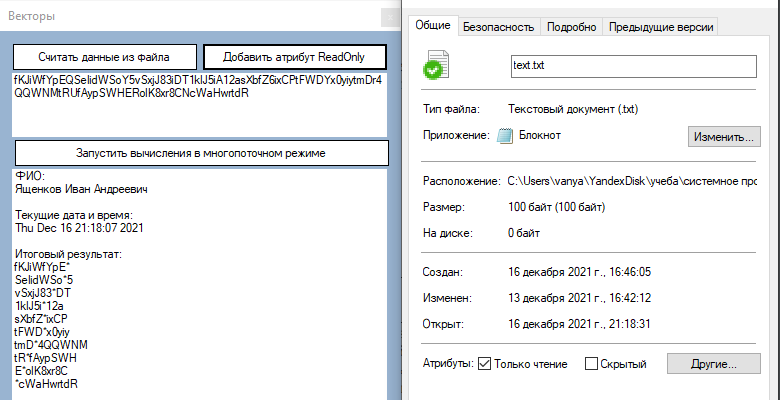 Векторы
Считать данные из файла
Добавить атрибут ReadOnly
fKJiWfYpEQSelidWSoY5vSxjJ83iDT1klJ5iA12asXbfZ6ixCPtFWDYx0yiytmDr4
QQWNMtRUfAypSWHERolK8xr8CNcWaHwrtdR
Запустить вычисления в многопоточном режиме
ФИО:
Ященков Иван Андреевич
Текущие дата и время:
Thu Dec 16 21:18:07 2021
Итоговый результат:
fKJiWfYpE*
SelidWSo*5
vSxjJ83*DT
1klJ5i*12a
sXbfZ*ixCP
tFWD*x0yiy
tmD*4QQWNM
tR*fAypSWH
E*olK8xr8C
*cWaHwrtdR
Общие
Безопасность
Подробно
Предыдущие версии
text.txt
Тип файла: Текстовый документ (.txt)
Приложение: Блокнот
Изменить...
Расположение: C:\Users\vanya\YandexDisk\учеба\системное про
Размер: 100 байт (100 байт)
На диске: 0 байт
Создан: 16 декабря 2021 г., 16:46:05
Изменен: 13 декабря 2021 г., 16:42:12
Открыт: 16 декабря 2021 г., 21:18:31
Атрибуты: Только чтение Скрытый Другие...